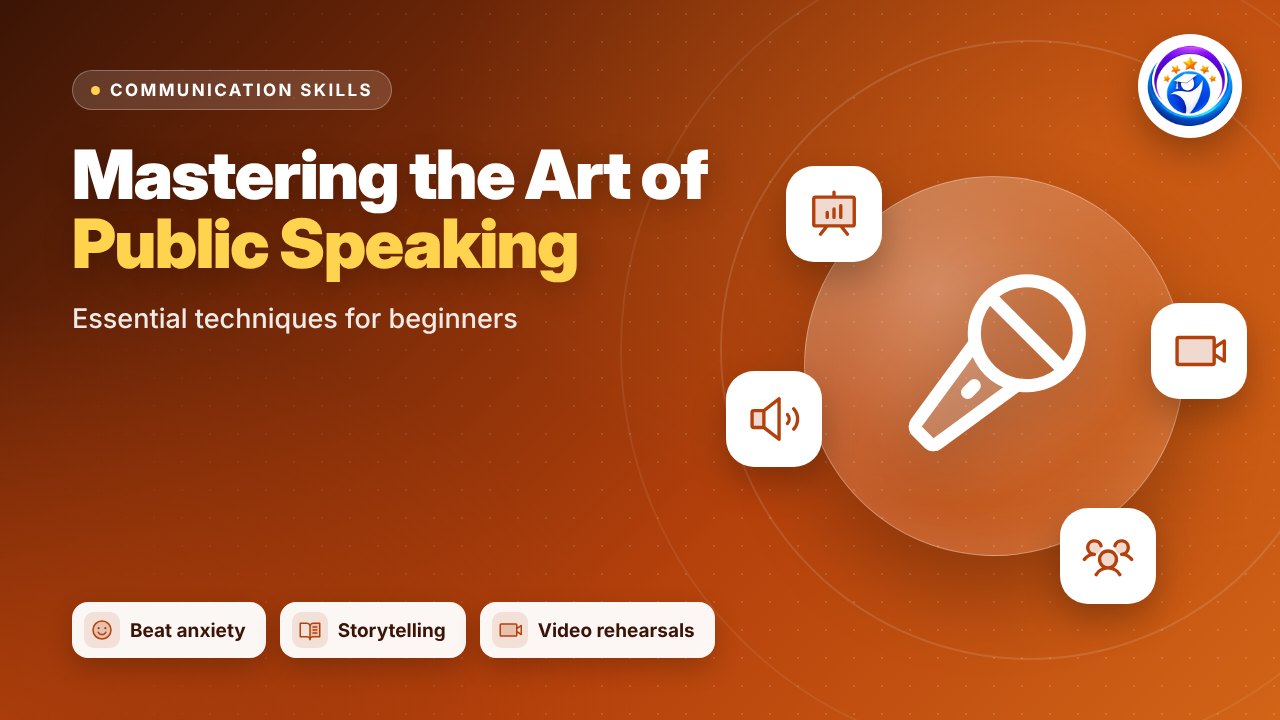 COMMUNICATION SKILLS
Mastering the Art of
Public Speaking
Essential techniques for beginners
Beat anxiety
Storytelling
Video rehearsals